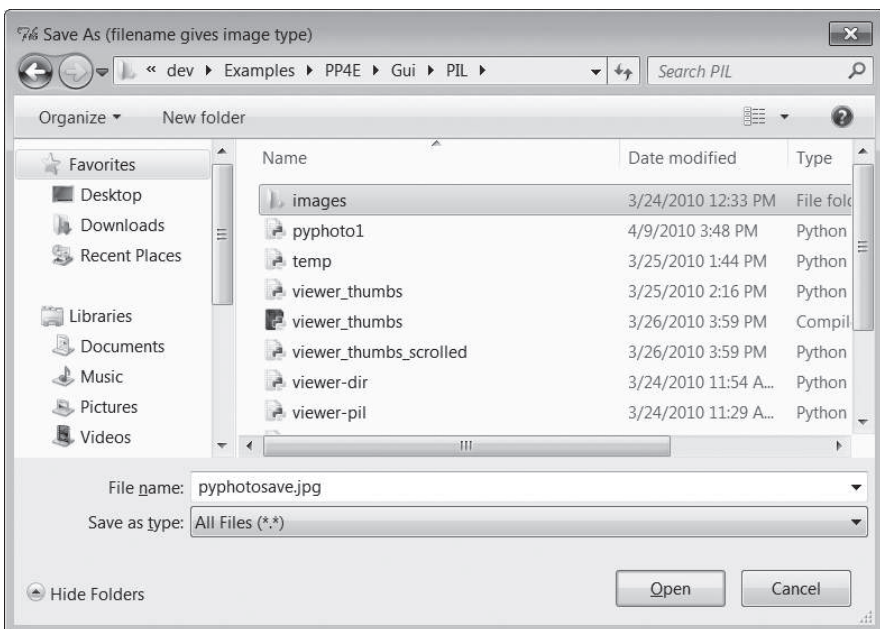 Save As (filename gives image type)
« dev Examples PP4E Gui PIL
Search PIL
Organize
New folder
Name
Date modified
Type
Favorites
Desktop
Downloads
Recent Places
Libraries
Documents
Music
Pictures
Videos
images 3/24/2010 12:33 PM File fold
pyphoto1 4/9/2010 3:48 PM Python
temp 3/25/2010 1:44 PM Python
viewer_thumbs 3/25/2010 2:16 PM Python
viewer_thumbs 3/26/2010 3:59 PM Compil
viewer_thumbs_scrolled 3/26/2010 3:59 PM Python
viewer-dir 3/24/2010 11:54 A... Python
viewer-pil 3/24/2010 11:29 A... Python
File name: pyphotosave.jpg
Save as type: All Files (*.*)
Hide Folders
Open
Cancel